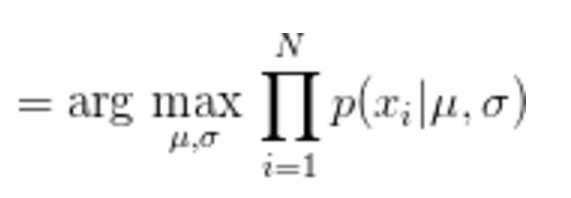 = arg max_{μ,σ} ∏_{i=1}^{N} p(x_i|μ, σ)